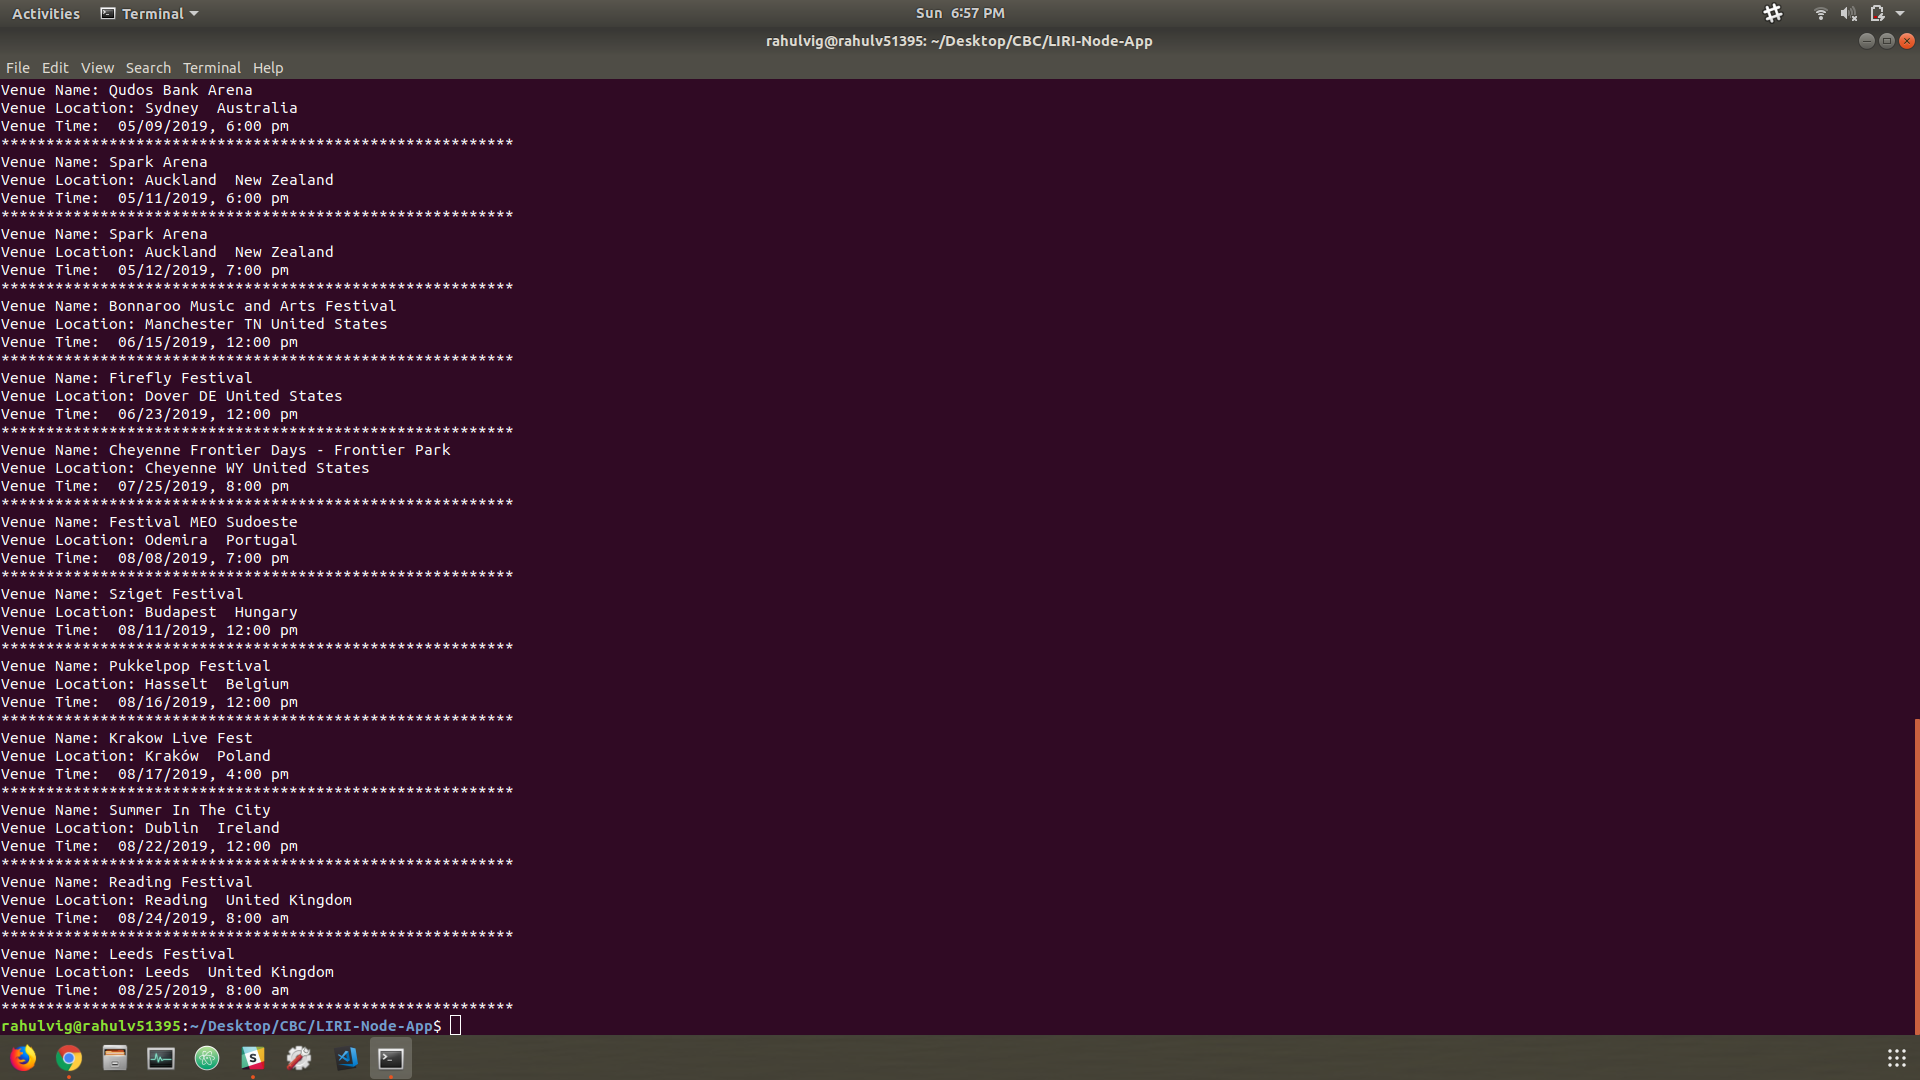 Activities Terminal Sun 6:57 PM
rahulvig@rahulv51395: ~/Desktop/CBC/LIRI-Node-App
File Edit View Search Terminal Help
Venue Name: Qudos Bank Arena
Venue Location: Sydney  Australia
Venue Time:  05/09/2019, 6:00 pm
*********************************************************
Venue Name: Spark Arena
Venue Location: Auckland  New Zealand
Venue Time:  05/11/2019, 6:00 pm
*********************************************************
Venue Name: Spark Arena
Venue Location: Auckland  New Zealand
Venue Time:  05/12/2019, 7:00 pm
*********************************************************
Venue Name: Bonnaroo Music and Arts Festival
Venue Location: Manchester TN United States
Venue Time:  06/15/2019, 12:00 pm
*********************************************************
Venue Name: Firefly Festival
Venue Location: Dover DE United States
Venue Time:  06/23/2019, 12:00 pm
*********************************************************
Venue Name: Cheyenne Frontier Days - Frontier Park
Venue Location: Cheyenne WY United States
Venue Time:  07/25/2019, 8:00 pm
*********************************************************
Venue Name: Festival MEO Sudoeste
Venue Location: Odemira  Portugal
Venue Time:  08/08/2019, 7:00 pm
*********************************************************
Venue Name: Sziget Festival
Venue Location: Budapest  Hungary
Venue Time:  08/11/2019, 12:00 pm
*********************************************************
Venue Name: Pukkelpop Festival
Venue Location: Hasselt  Belgium
Venue Time:  08/16/2019, 12:00 pm
*********************************************************
Venue Name: Krakow Live Fest
Venue Location: Kraków  Poland
Venue Time:  08/17/2019, 4:00 pm
*********************************************************
Venue Name: Summer In The City
Venue Location: Dublin  Ireland
Venue Time:  08/22/2019, 12:00 pm
*********************************************************
Venue Name: Reading Festival
Venue Location: Reading  United Kingdom
Venue Time:  08/24/2019, 8:00 am
*********************************************************
Venue Name: Leeds Festival
Venue Location: Leeds  United Kingdom
Venue Time:  08/25/2019, 8:00 am
*********************************************************
rahulvig@rahulv51395:~/Desktop/CBC/LIRI-Node-App$